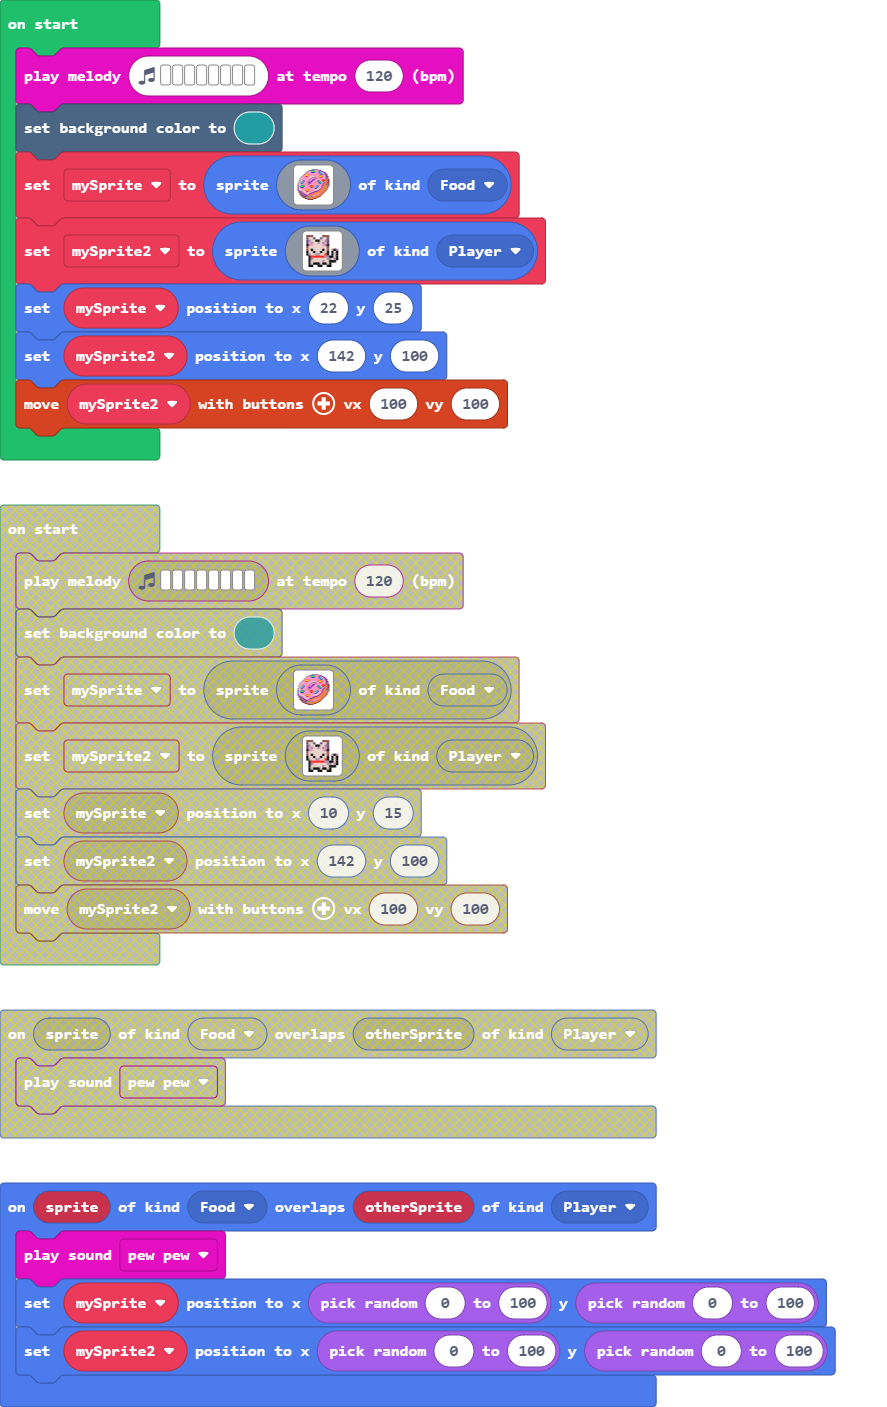 on start
play melody at tempo 120 (bpm)
set background color to
set mySprite to sprite of kind Food
set mySprite2 to sprite of kind Player
set mySprite position to x 22 y 25
set mySprite2 position to x 142 y 100
move mySprite2 with buttons vx 100 vy 100
on start
play melody at tempo 120 (bpm)
set background color to
set mySprite to sprite of kind Food
set mySprite2 to sprite of kind Player
set mySprite position to x 10 y 15
set mySprite2 position to x 142 y 100
move mySprite2 with buttons vx 100 vy 100
on sprite of kind Food overlaps otherSprite of kind Player
play sound pew pew
on sprite of kind Food overlaps otherSprite of kind Player
play sound pew pew
set mySprite position to x pick random 0 to 100 y pick random 0 to 100
set mySprite2 position to x pick random 0 to 100 y pick random 0 to 100